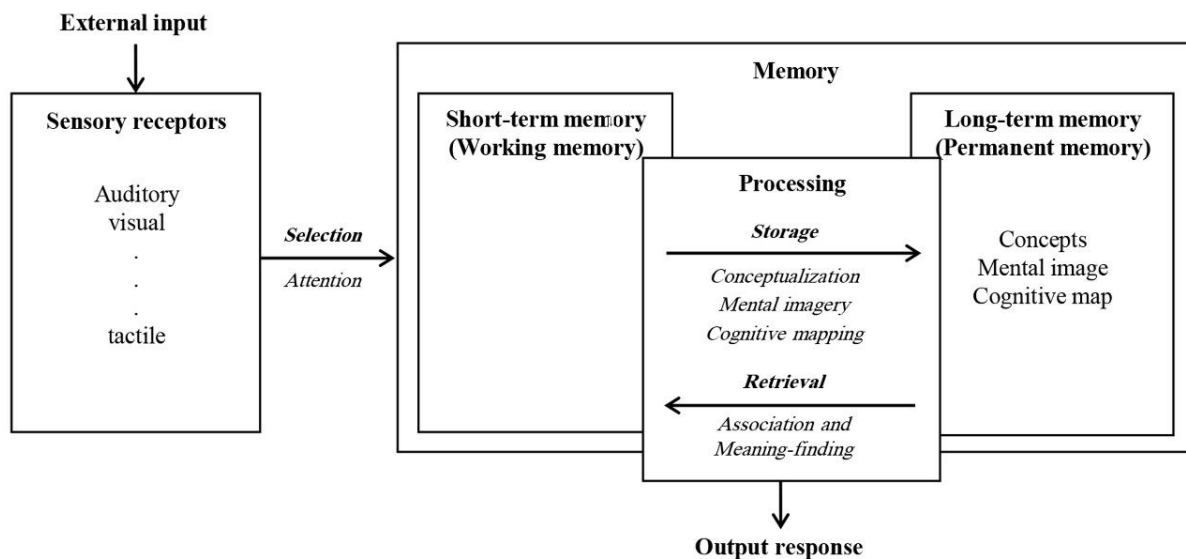 External input
Sensory receptors
Auditory
visual
.
.
.
tactile
Selection
Attention
Memory
Short-term memory
(Working memory)
Processing
Storage
Conceptualization
Mental imagery
Cognitive mapping
Retrieval
Association and
Meaning-finding
Long-term memory
(Permanent memory)
Concepts
Mental image
Cognitive map
Output response